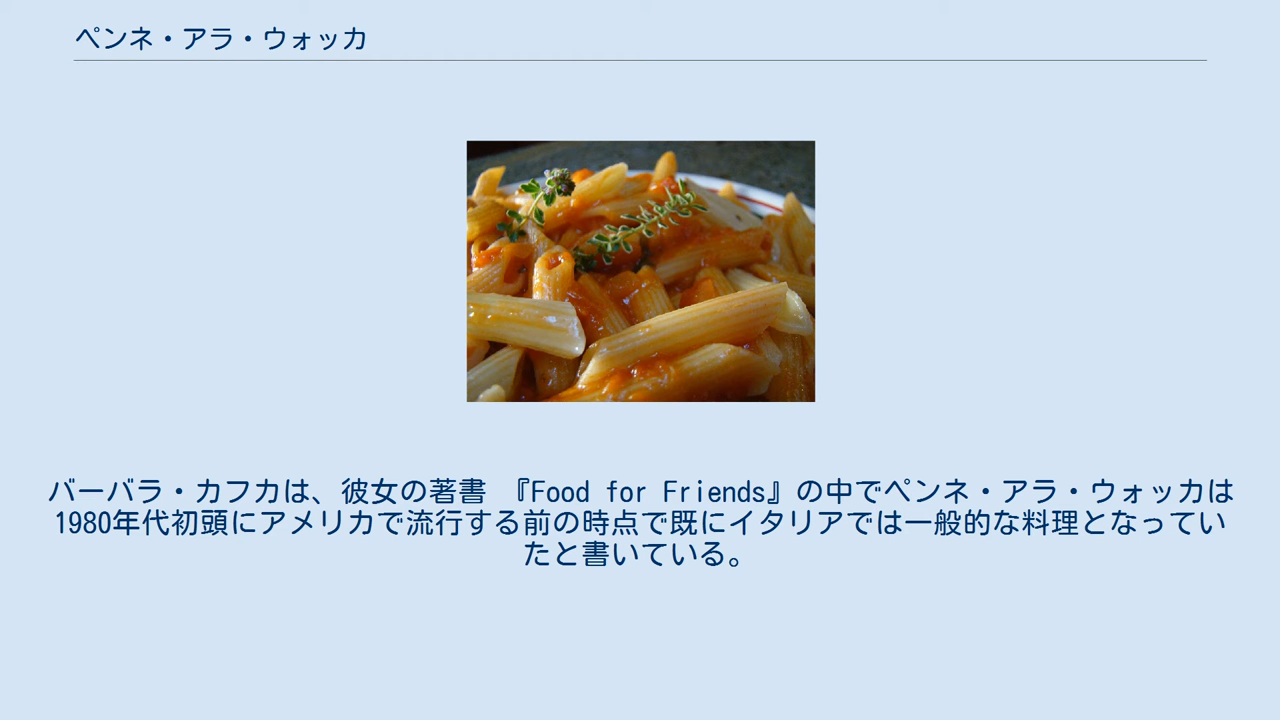 ペンネ・アラ・ウォッカ
バーバラ・カフカは、彼女の著書 『Food for Friends』の中でペンネ・アラ・ウォッカは
1980年代初頭にアメリカで流行する前の時点で既にイタリアでは一般的な料理となってい
たと書いている。